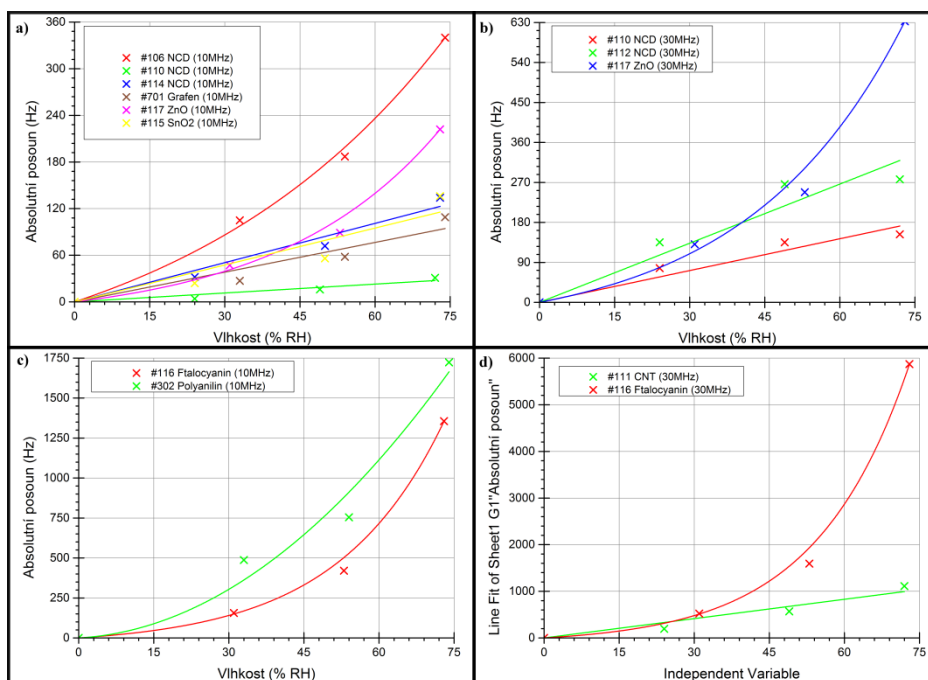 a)
#106 NCD (10MHz)
#110 NCD (10MHz)
#114 NCD (10MHz)
#701 Grafen (10MHz)
#117 ZnO (10MHz)
#115 SnO2 (10MHz)
Absolutní posoun (Hz)
360
300
240
180
120
60
0
0 15 30 45 60 75
Vlhkost (% RH)
b)
#110 NCD (30MHz)
#112 NCD (30MHz)
#117 ZnO (30MHz)
Absolutní posoun (Hz)
630
540
450
360
270
180
90
0
0 15 30 45 60 75
Vlhkost (% RH)
c)
#116 Ftalocyanin (10MHz)
#302 Polyanilin (10MHz)
Absolutní posoun (Hz)
1750
1500
1250
1000
750
500
250
0
0 15 30 45 60 75
Vlhkost (% RH)
d)
#111 CNT (30MHz)
#116 Ftalocyanin (30MHz)
Line Fit of Sheet1 G1"Absolutní posoun"
6000
5000
4000
3000
2000
1000
0
0 15 30 45 60 75
Independent Variable